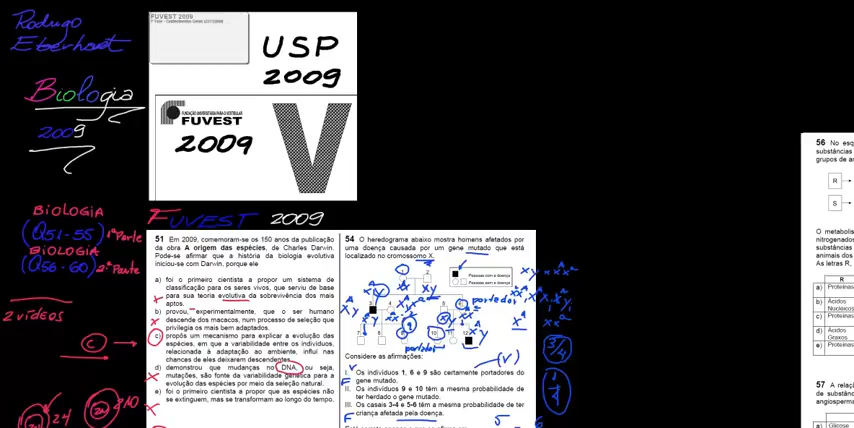 Rodrigo
Eberhart
Biologia
2009
FUVEST 2009
USP
2009
FUNDAÇÃO UNIVERSITÁRIA PARA O VESTIBULAR
FUVEST
2009
V
BIOLOGIA
(Q51-55) 1ª Parte
BIOLOGIA
(Q56-60) 2ª Parte
2 VÍDEOS
C
FUVEST 2009
51 Em 2009, comemoram-se os 150 anos da publicação
da obra A origem das espécies, de Charles Darwin.
Pode-se afirmar que a história da biologia evolutiva
iniciou-se com Darwin, porque ele
a) foi o primeiro cientista a propor um sistema de
classificação para os seres vivos, que serviu de base
para sua teoria evolutiva da sobrevivência dos mais
aptos.
b) provou, experimentalmente, que o ser humano
descende dos macacos, num processo de seleção que
privilegia os mais bem adaptados.
c) propôs um mecanismo para explicar a evolução das
espécies, em que a variabilidade entre os indivíduos,
relacionada à adaptação ao ambiente, influi nas
chances de eles deixarem descendentes.
d) demonstrou que mudanças no DNA, ou seja,
mutações, são fonte da variabilidade genética para a
evolução das espécies por meio da seleção natural.
e) foi o primeiro cientista a propor que as espécies não
se extinguem, mas se transformam ao longo do tempo.
54 O heredograma abaixo mostra homens afetados por
uma doença causada por um gene mutado que está
localizado no cromossomo X.
Pessoas com a doença
Pessoas sem a doença
portador
portador
Considere as afirmações:
I. Os indivíduos 1, 6 e 9 são certamente portadores do
gene mutado.
(V)
II. Os indivíduos 9 e 10 têm a mesma probabilidade de
ter herdado o gene mutado.
III. Os casais 3-4 e 5-6 têm a mesma probabilidade de ter
criança afetada pela doença.
3/4
1/4
56 No esq
substâncias
grupos de a
R
S
O metabolis
nitrogenados
substâncias
animais dos
As letras R,
R
a) Proteínas
b) Ácidos
Nucléicos
c) Proteínas
d) Ácidos
Graxos
e) Proteínas
57 A relaçã
de substânc
angiosperma
a) Glicose